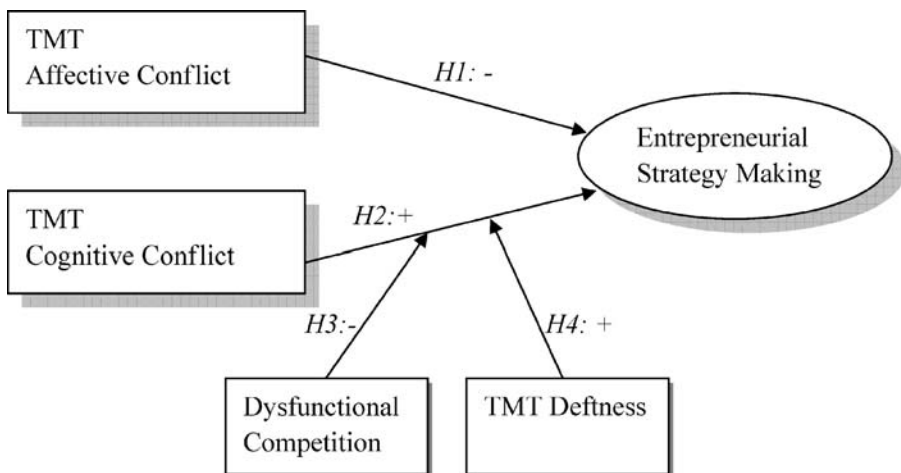 TMT
Affective Conflict
H1: -
Entrepreneurial
Strategy Making
TMT
Cognitive Conflict
H2:+
H3:-
H4: +
Dysfunctional
Competition
TMT Deftness